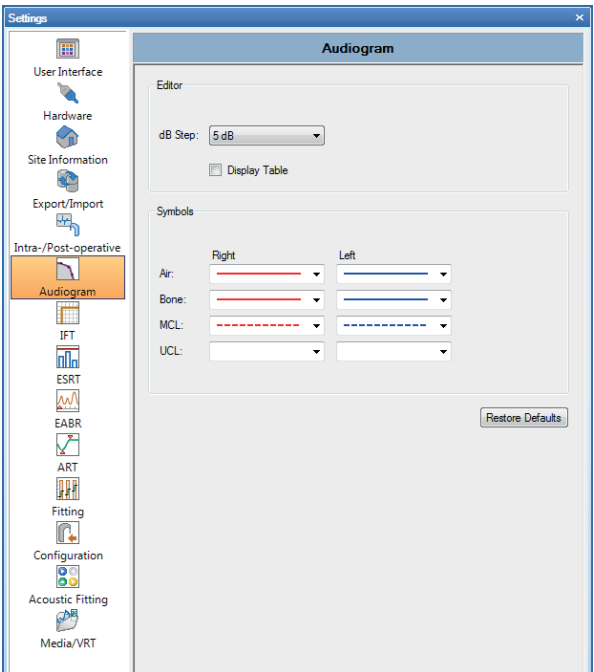 Settings
User Interface
Hardware
Site Information
Export/Import
Intra-/Post-operative
Audiogram
IFT
ESRT
EABR
ART
Fitting
Configuration
Acoustic Fitting
Media/VRT
Audiogram
Editor
dB Step: 5 dB
Display Table
Symbols
Right Left
Air:
Bone:
MCL:
UCL:
Restore Defaults